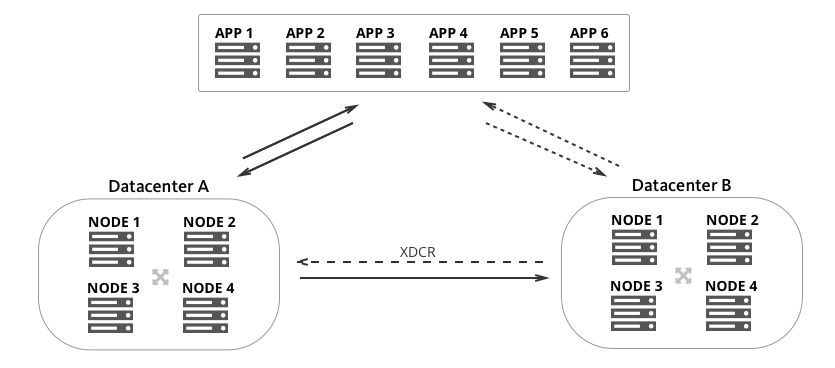 APP 1 APP 2 APP 3 APP 4 APP 5 APP 6
Datacenter A
Datacenter B
NODE 1 NODE 2
NODE 3 NODE 4
XDCR
NODE 1 NODE 2
NODE 3 NODE 4